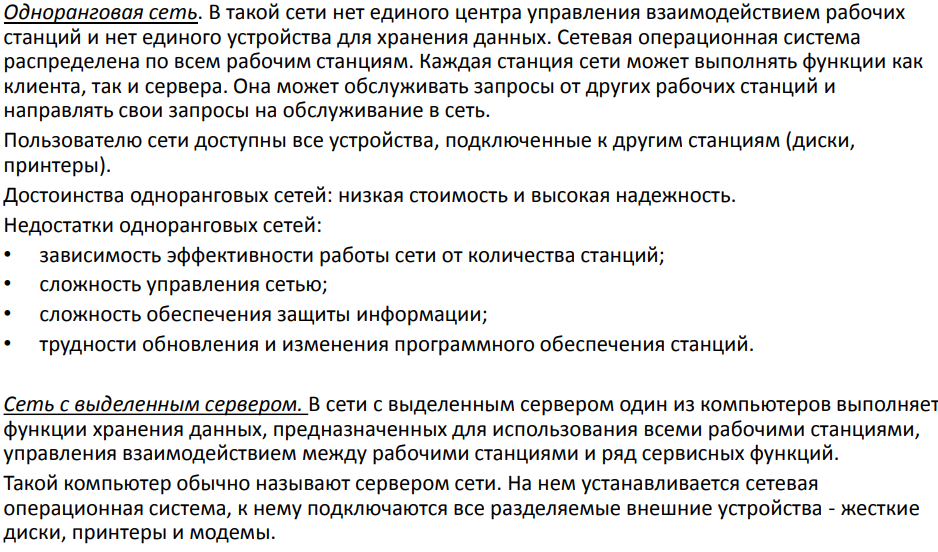 Одноранговая сеть. В такой сети нет единого центра управления взаимодействием рабочих
станций и нет единого устройства для хранения данных. Сетевая операционная система
распределена по всем рабочим станциям. Каждая станция сети может выполнять функции как
клиента, так и сервера. Она может обслуживать запросы от других рабочих станций и
направлять свои запросы на обслуживание в сеть.
Пользователю сети доступны все устройства, подключенные к другим станциям (диски,
принтеры).
Достоинства одноранговых сетей: низкая стоимость и высокая надежность.
Недостатки одноранговых сетей:
• зависимость эффективности работы сети от количества станций;
• сложность управления сетью;
• сложность обеспечения защиты информации;
• трудности обновления и изменения программного обеспечения станций.
Сеть с выделенным сервером. В сети с выделенным сервером один из компьютеров выполняет
функции хранения данных, предназначенных для использования всеми рабочими станциями,
управления взаимодействием между рабочими станциями и ряд сервисных функций.
Такой компьютер обычно называют сервером сети. На нем устанавливается сетевая
операционная система, к нему подключаются все разделяемые внешние устройства - жесткие
диски, принтеры и модемы.